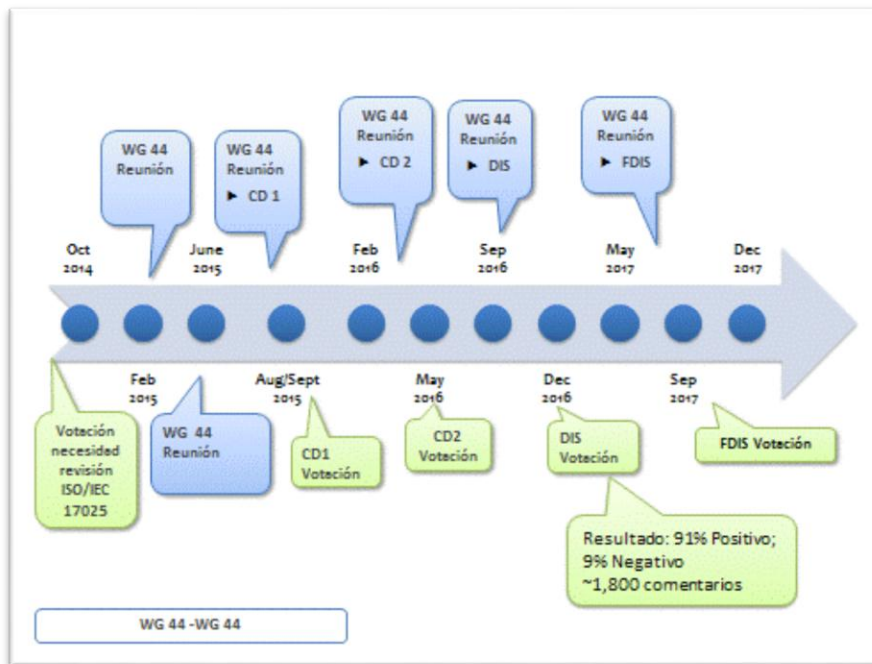 WG 44
Reunión
WG 44
Reunión
► CD 1
WG 44
Reunión
► CD 2
WG 44
Reunión
► DIS
WG 44
Reunión
► FDIS
Oct
2014
June
2015
Feb
2016
Sep
2016
May
2017
Dec
2017
Feb
2015
Aug/Sept
2015
May
2016
Dec
2016
Sep
2017
Votación
necesidad
revisión
ISO/IEC
17025
WG 44
Reunión
CD1
Votación
CD2
Votación
DIS
Votación
FDIS Votación
Resultado: 91% Positivo;
9% Negativo
~1,800 comentarios
WG 44 -WG 44